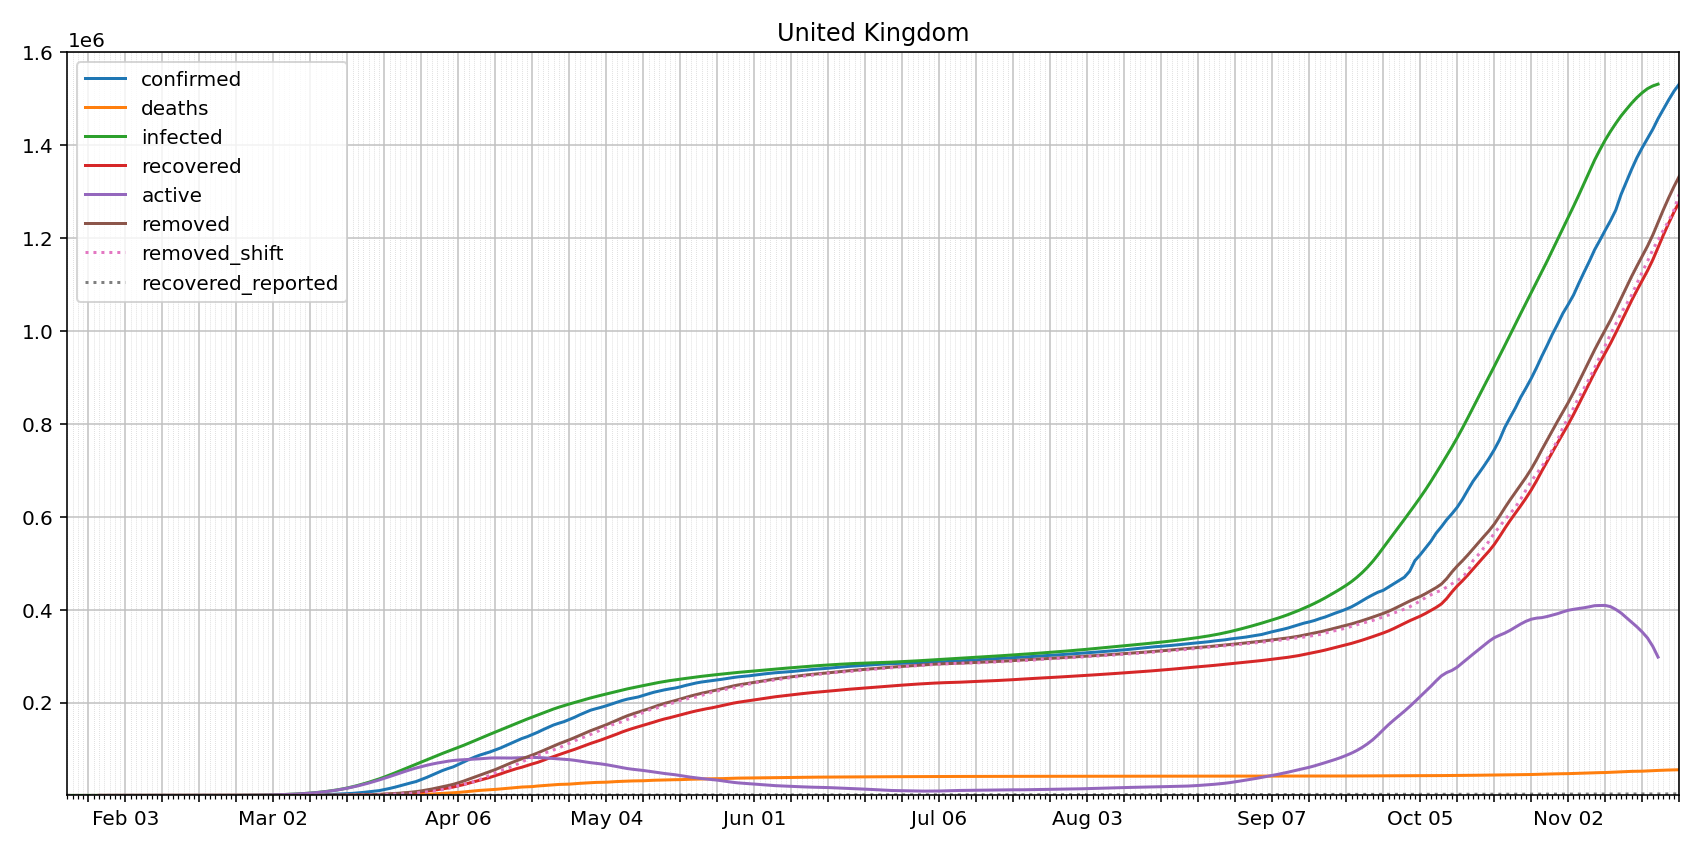 United Kingdom
1e6
1.6
1.4
1.2
1.0
0.8
0.6
0.4
0.2
confirmed
deaths
infected
recovered
active
removed
removed_shift
recovered_reported
Feb 03 Mar 02 Apr 06 May 04 Jun 01 Jul 06 Aug 03 Sep 07 Oct 05 Nov 02